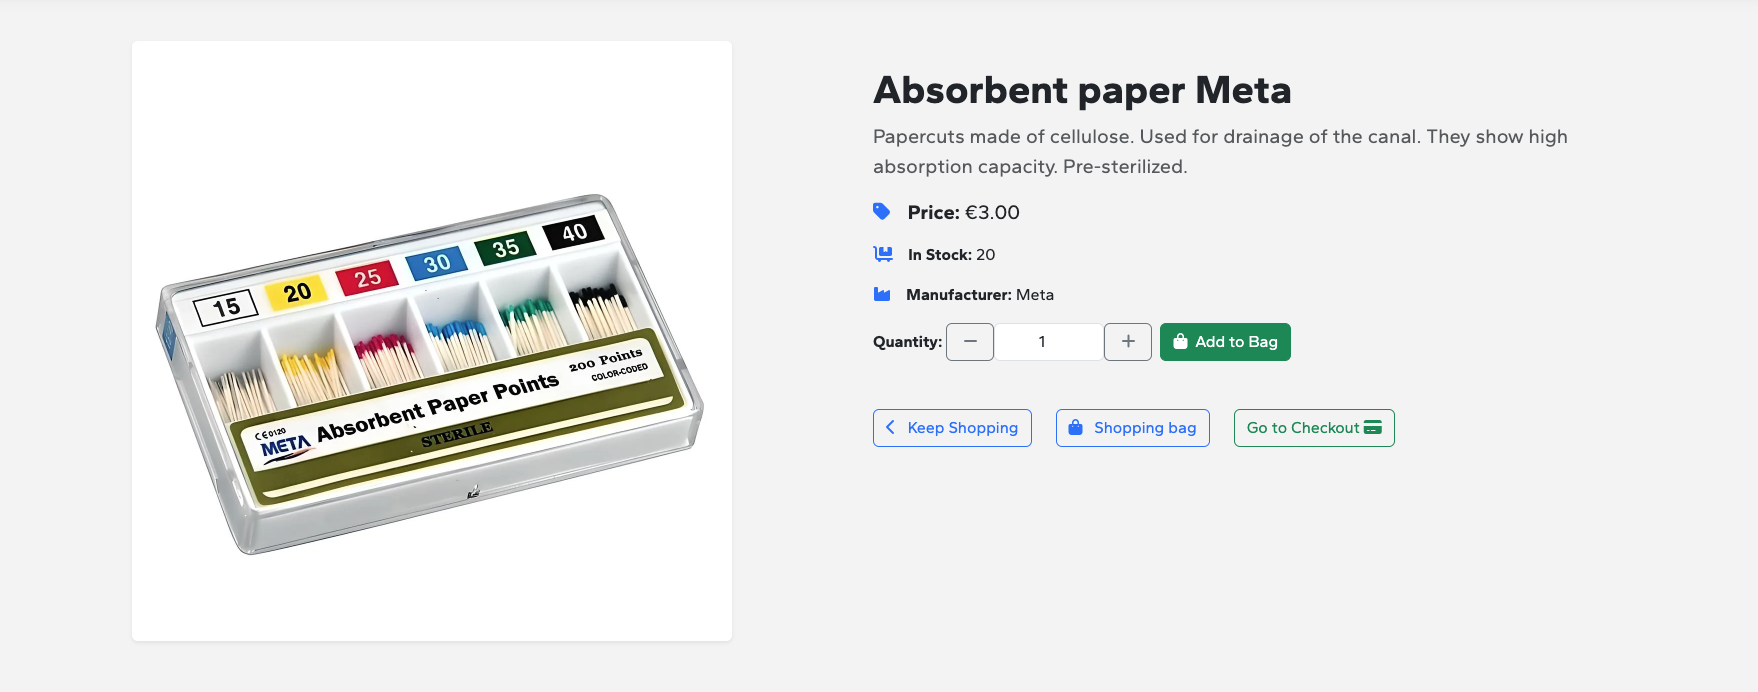 15
20
25
30
35
40
CE0120
META
Absorbent Paper Points
200 Points
COLOR-CODED
STERILE
Absorbent paper Meta
Papercuts made of cellulose. Used for drainage of the canal. They show high
absorption capacity. Pre-sterilized.
Price: €3.00
In Stock: 20
Manufacturer: Meta
Quantity: − 1 + Add to Bag
Keep Shopping Shopping bag Go to Checkout